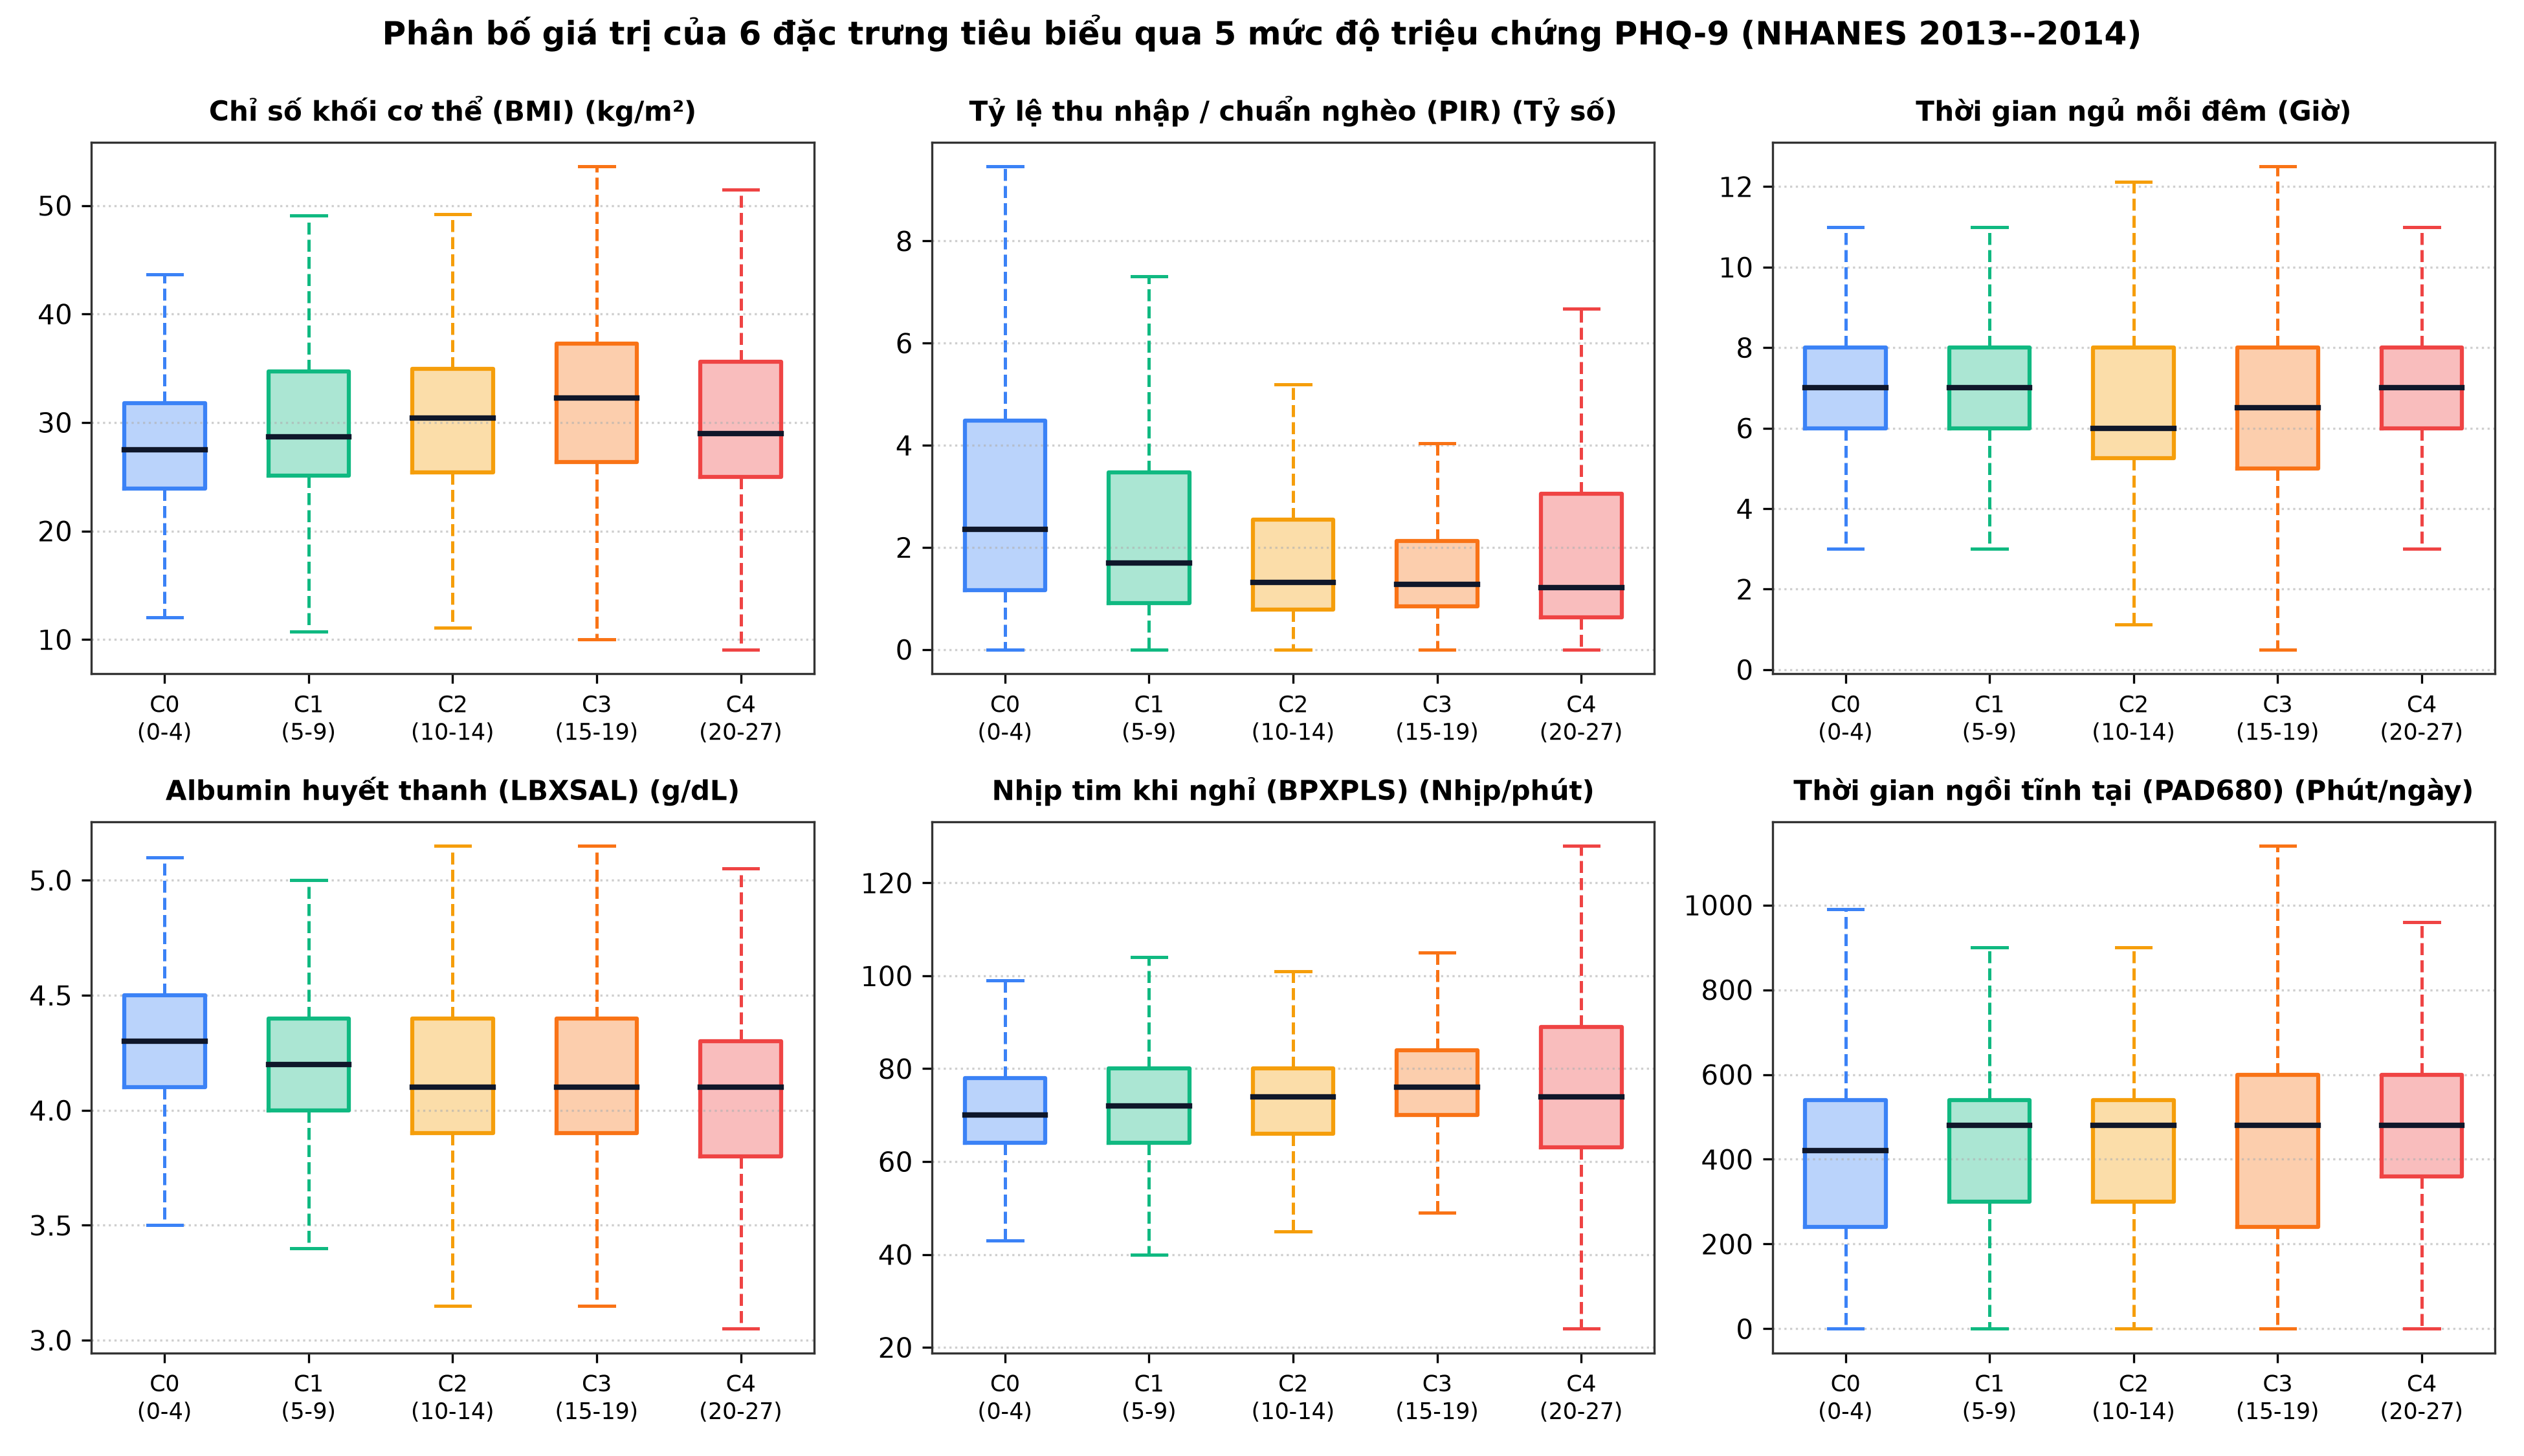 Phân bố giá trị của 6 đặc trưng tiêu biểu qua 5 mức độ triệu chứng PHQ-9 (NHANES 2013--2014)
Chỉ số khối cơ thể (BMI) (kg/m²)
50
40
30
20
10
C0 C1 C2 C3 C4
(0-4) (5-9) (10-14) (15-19) (20-27)
Tỷ lệ thu nhập / chuẩn nghèo (PIR) (Tỷ số)
8
6
4
2
0
C0 C1 C2 C3 C4
(0-4) (5-9) (10-14) (15-19) (20-27)
Thời gian ngủ mỗi đêm (Giờ)
12
10
8
6
4
2
0
C0 C1 C2 C3 C4
(0-4) (5-9) (10-14) (15-19) (20-27)
Albumin huyết thanh (LBXSAL) (g/dL)
5.0
4.5
4.0
3.5
3.0
C0 C1 C2 C3 C4
(0-4) (5-9) (10-14) (15-19) (20-27)
Nhịp tim khi nghỉ (BPXPLS) (Nhịp/phút)
120
100
80
60
40
20
C0 C1 C2 C3 C4
(0-4) (5-9) (10-14) (15-19) (20-27)
Thời gian ngồi tĩnh tại (PAD680) (Phút/ngày)
1000
800
600
400
200
0
C0 C1 C2 C3 C4
(0-4) (5-9) (10-14) (15-19) (20-27)